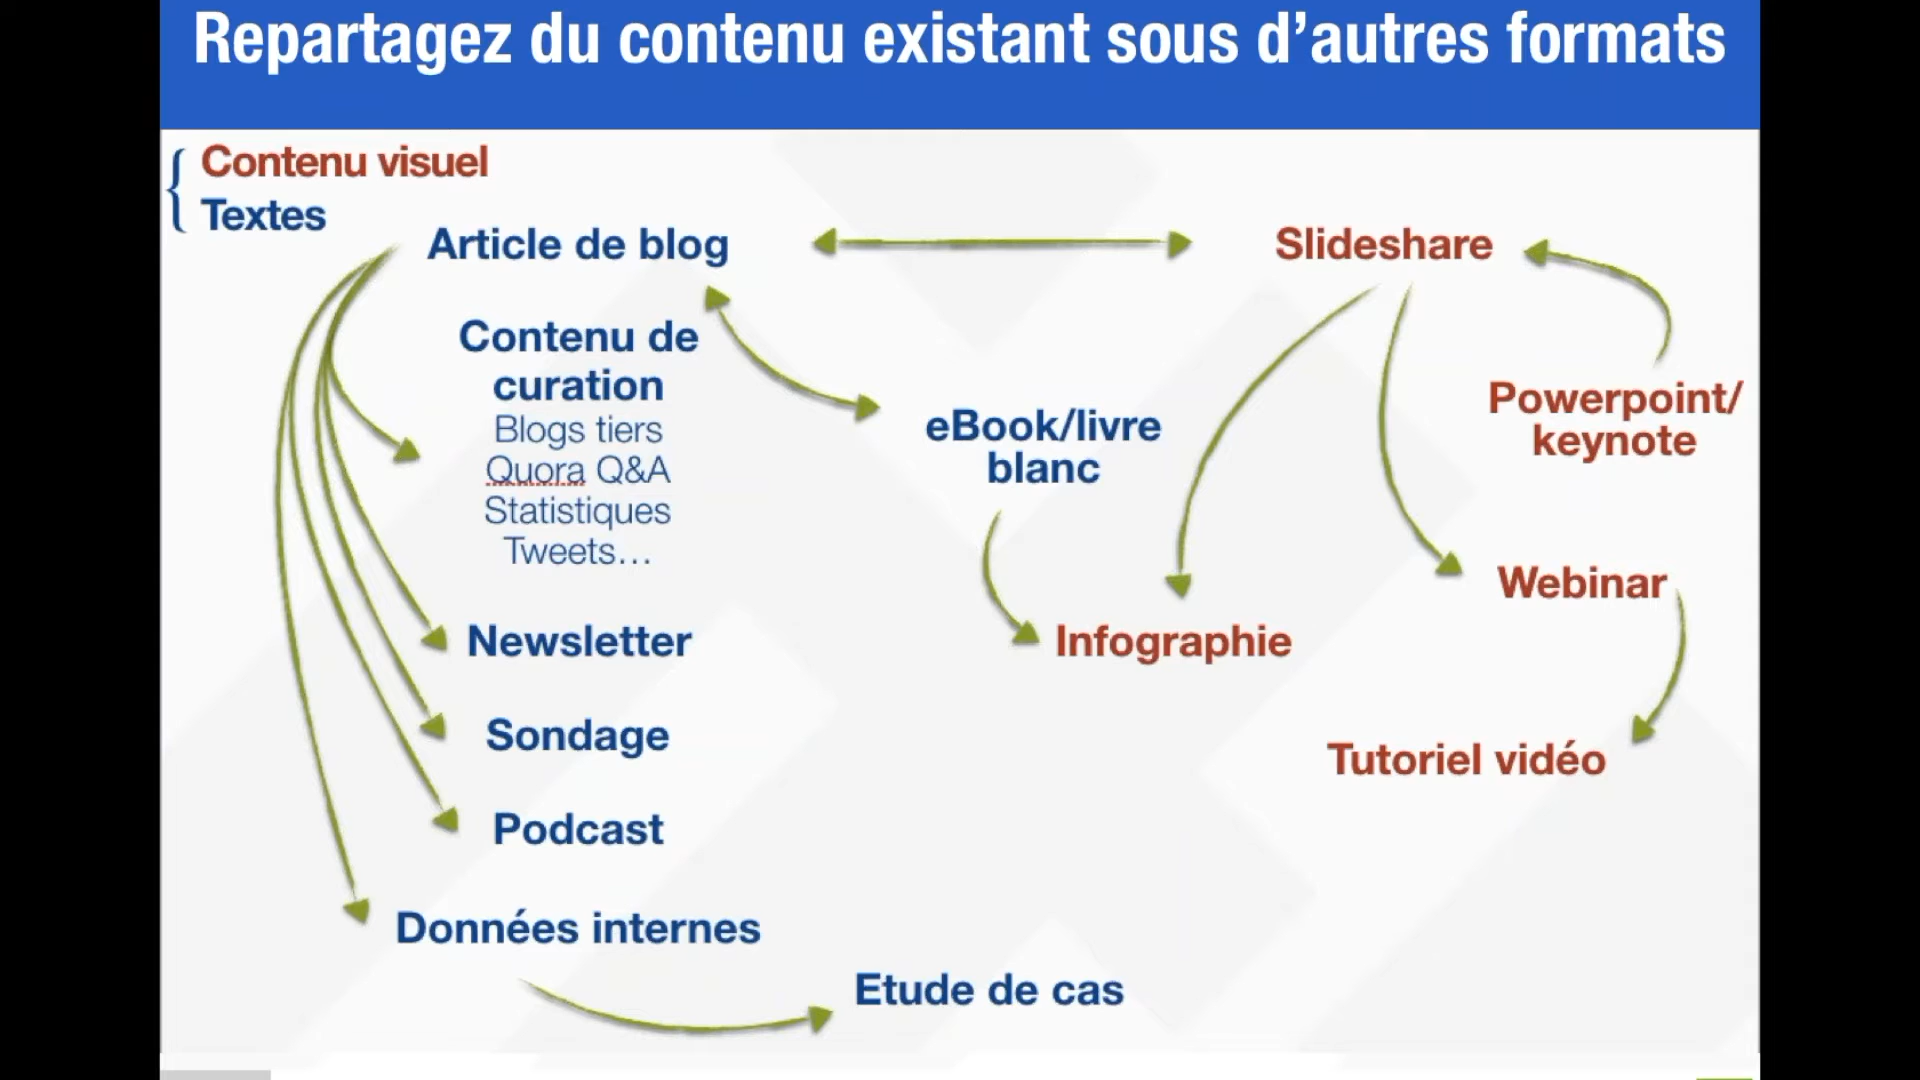 Repartagez du contenu existant sous d’autres formats
Contenu visuel
Textes
Article de blog
Slideshare
Contenu de
curation
Blogs tiers
Quora Q&A
Statistiques
Tweets…
eBook/livre
blanc
Powerpoint/
keynote
Webinar
Newsletter
Infographie
Sondage
Tutoriel vidéo
Podcast
Données internes
Etude de cas